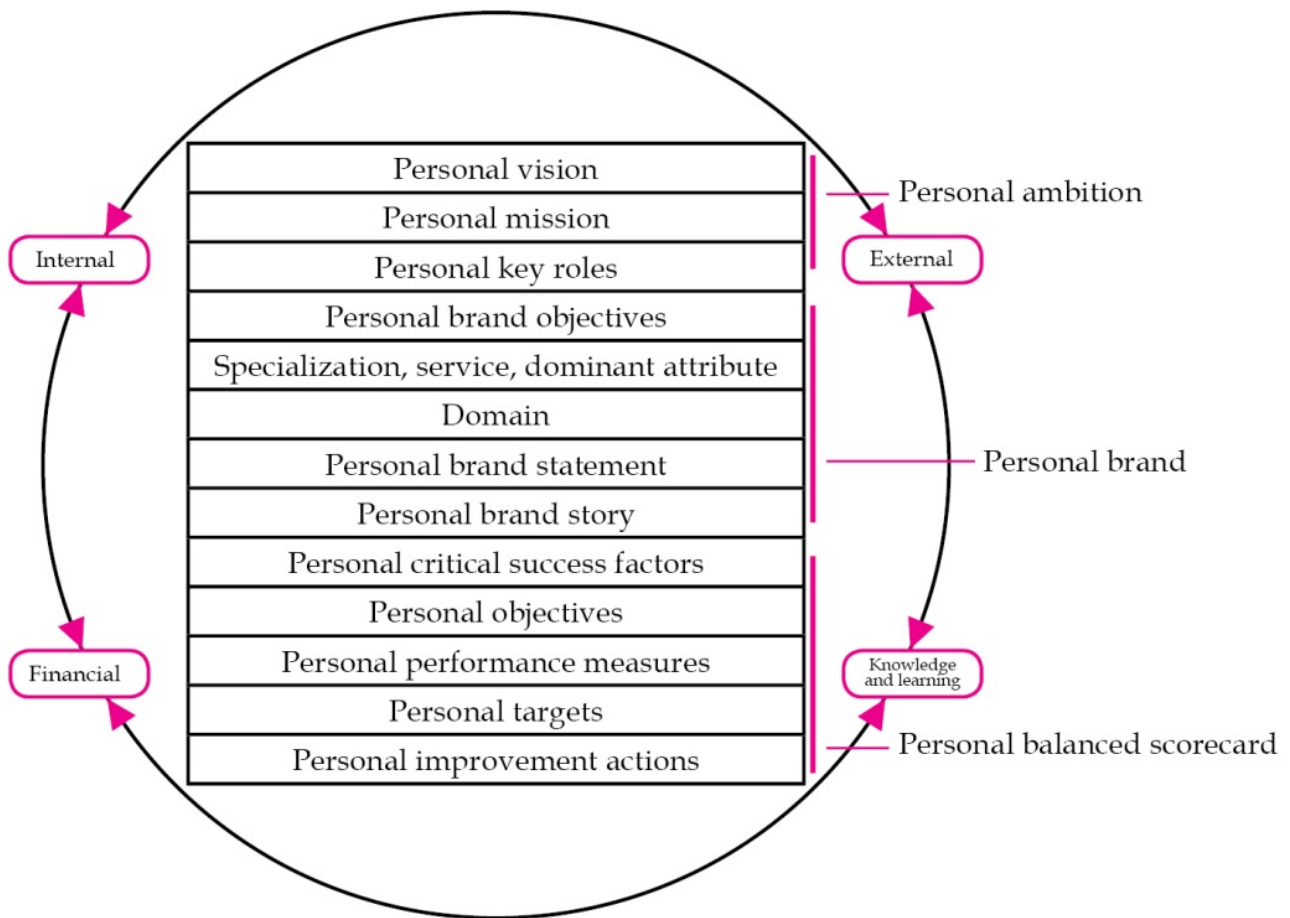 Personal vision
Personal ambition
Personal mission
Internal
External
Personal key roles
Personal brand objectives
Specialization, service, dominant attribute
Domain
Personal brand statement
Personal brand
Personal brand story
Personal critical success factors
Personal objectives
Personal performance measures
Financial
Knowledge
and learning
Personal targets
Personal balanced scorecard
Personal improvement actions